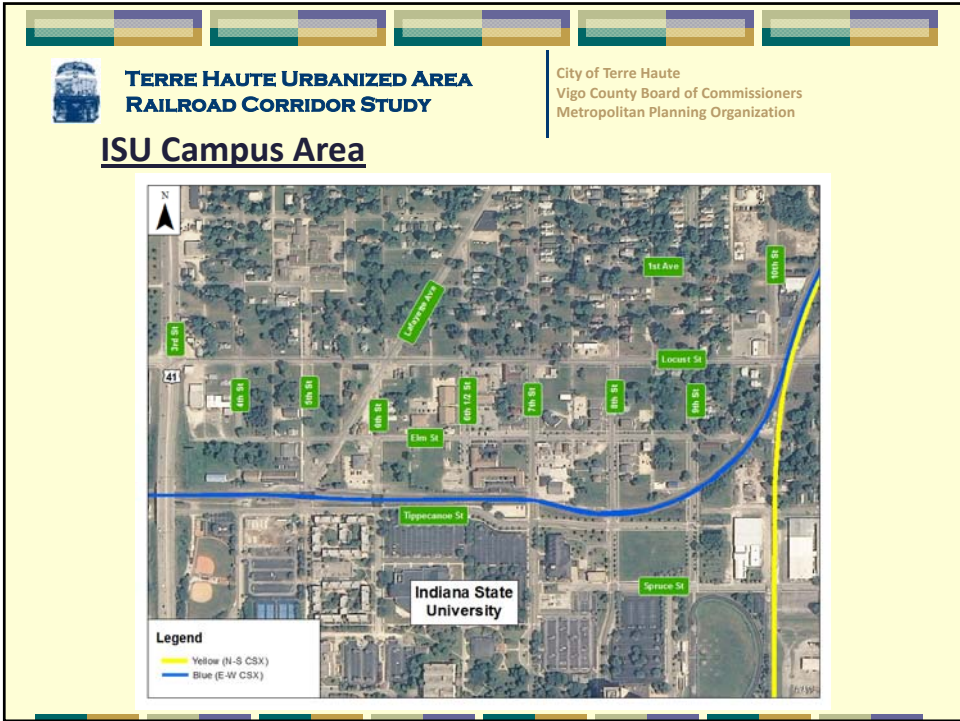 Terre Haute Urbanized Area
Railroad Corridor Study
City of Terre Haute
Vigo County Board of Commissioners
Metropolitan Planning Organization
ISU Campus Area
N
1st Ave
10th St
Lafayette Ave
3rd St
Locust St
41
4th St
5th St
6th St
6th 1/2 St
7th St
8th St
9th St
Elm St
Tippecanoe St
Spruce St
Indiana State
University
Legend
Yellow (N-S CSX)
Blue (E-W CSX)